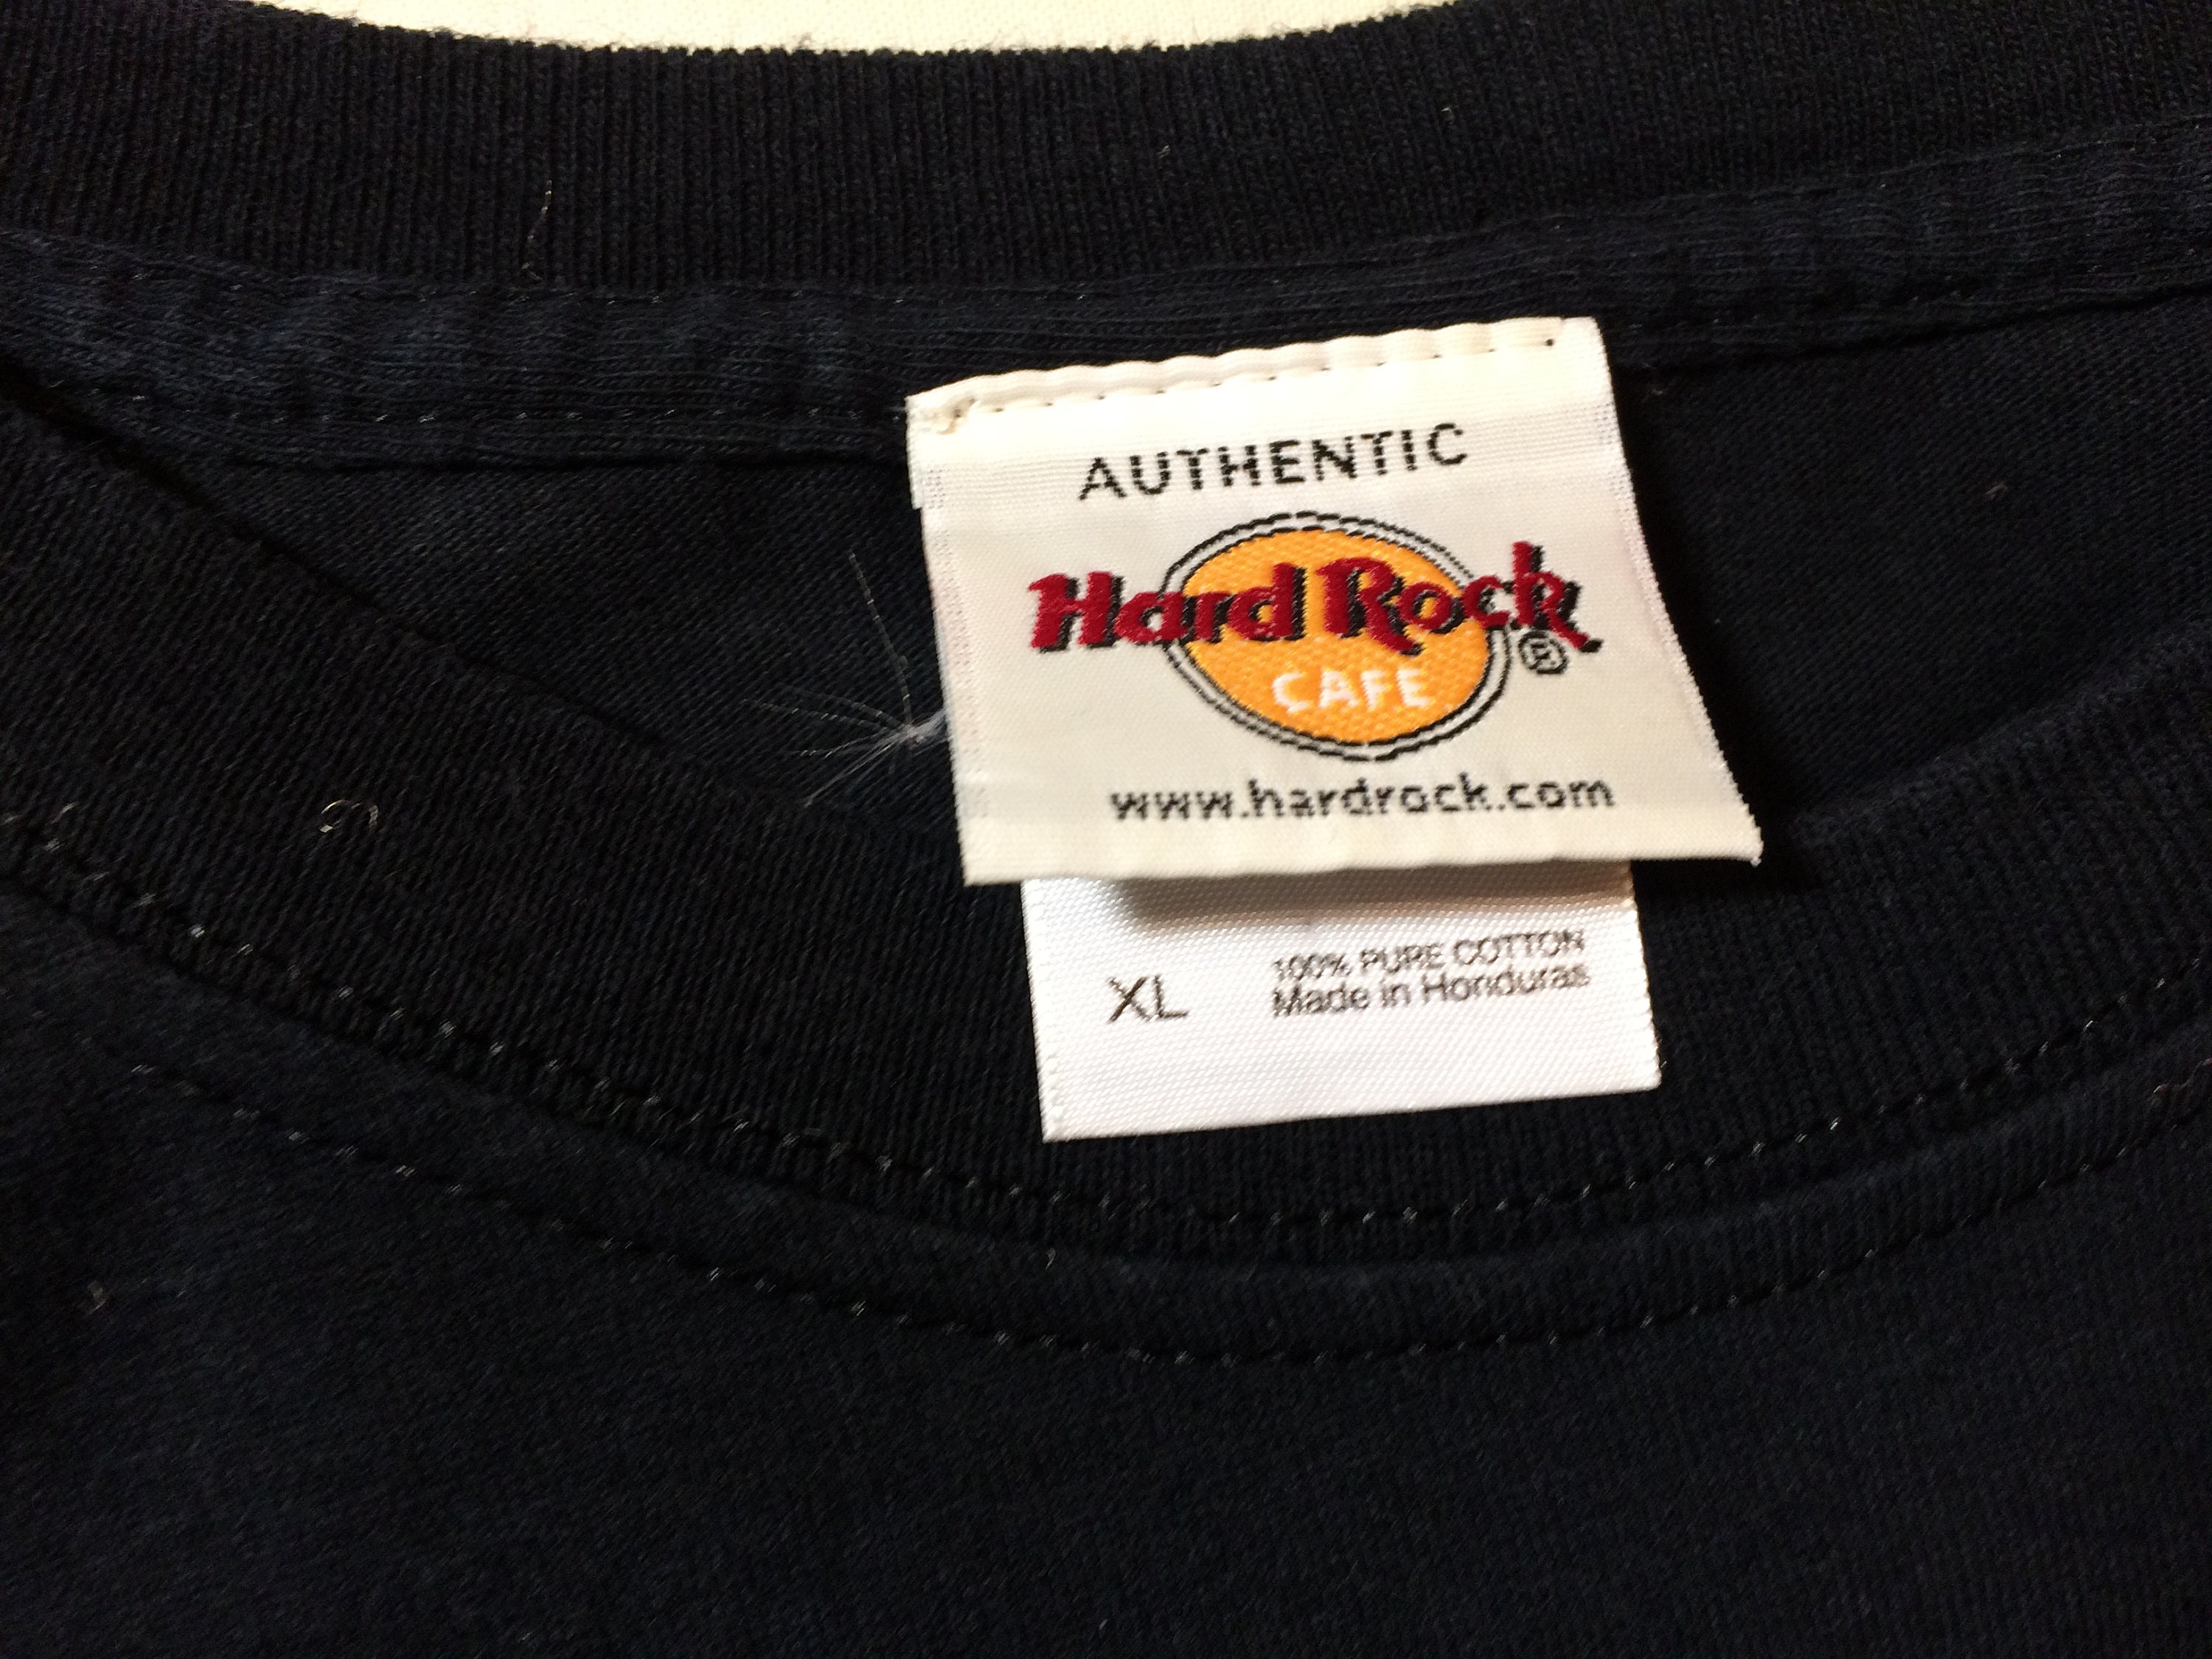 AUTHENTIC
Hard Rock
CAFE
®
www.hardrock.com
XL
100% PURE COTTON
Made in Honduras